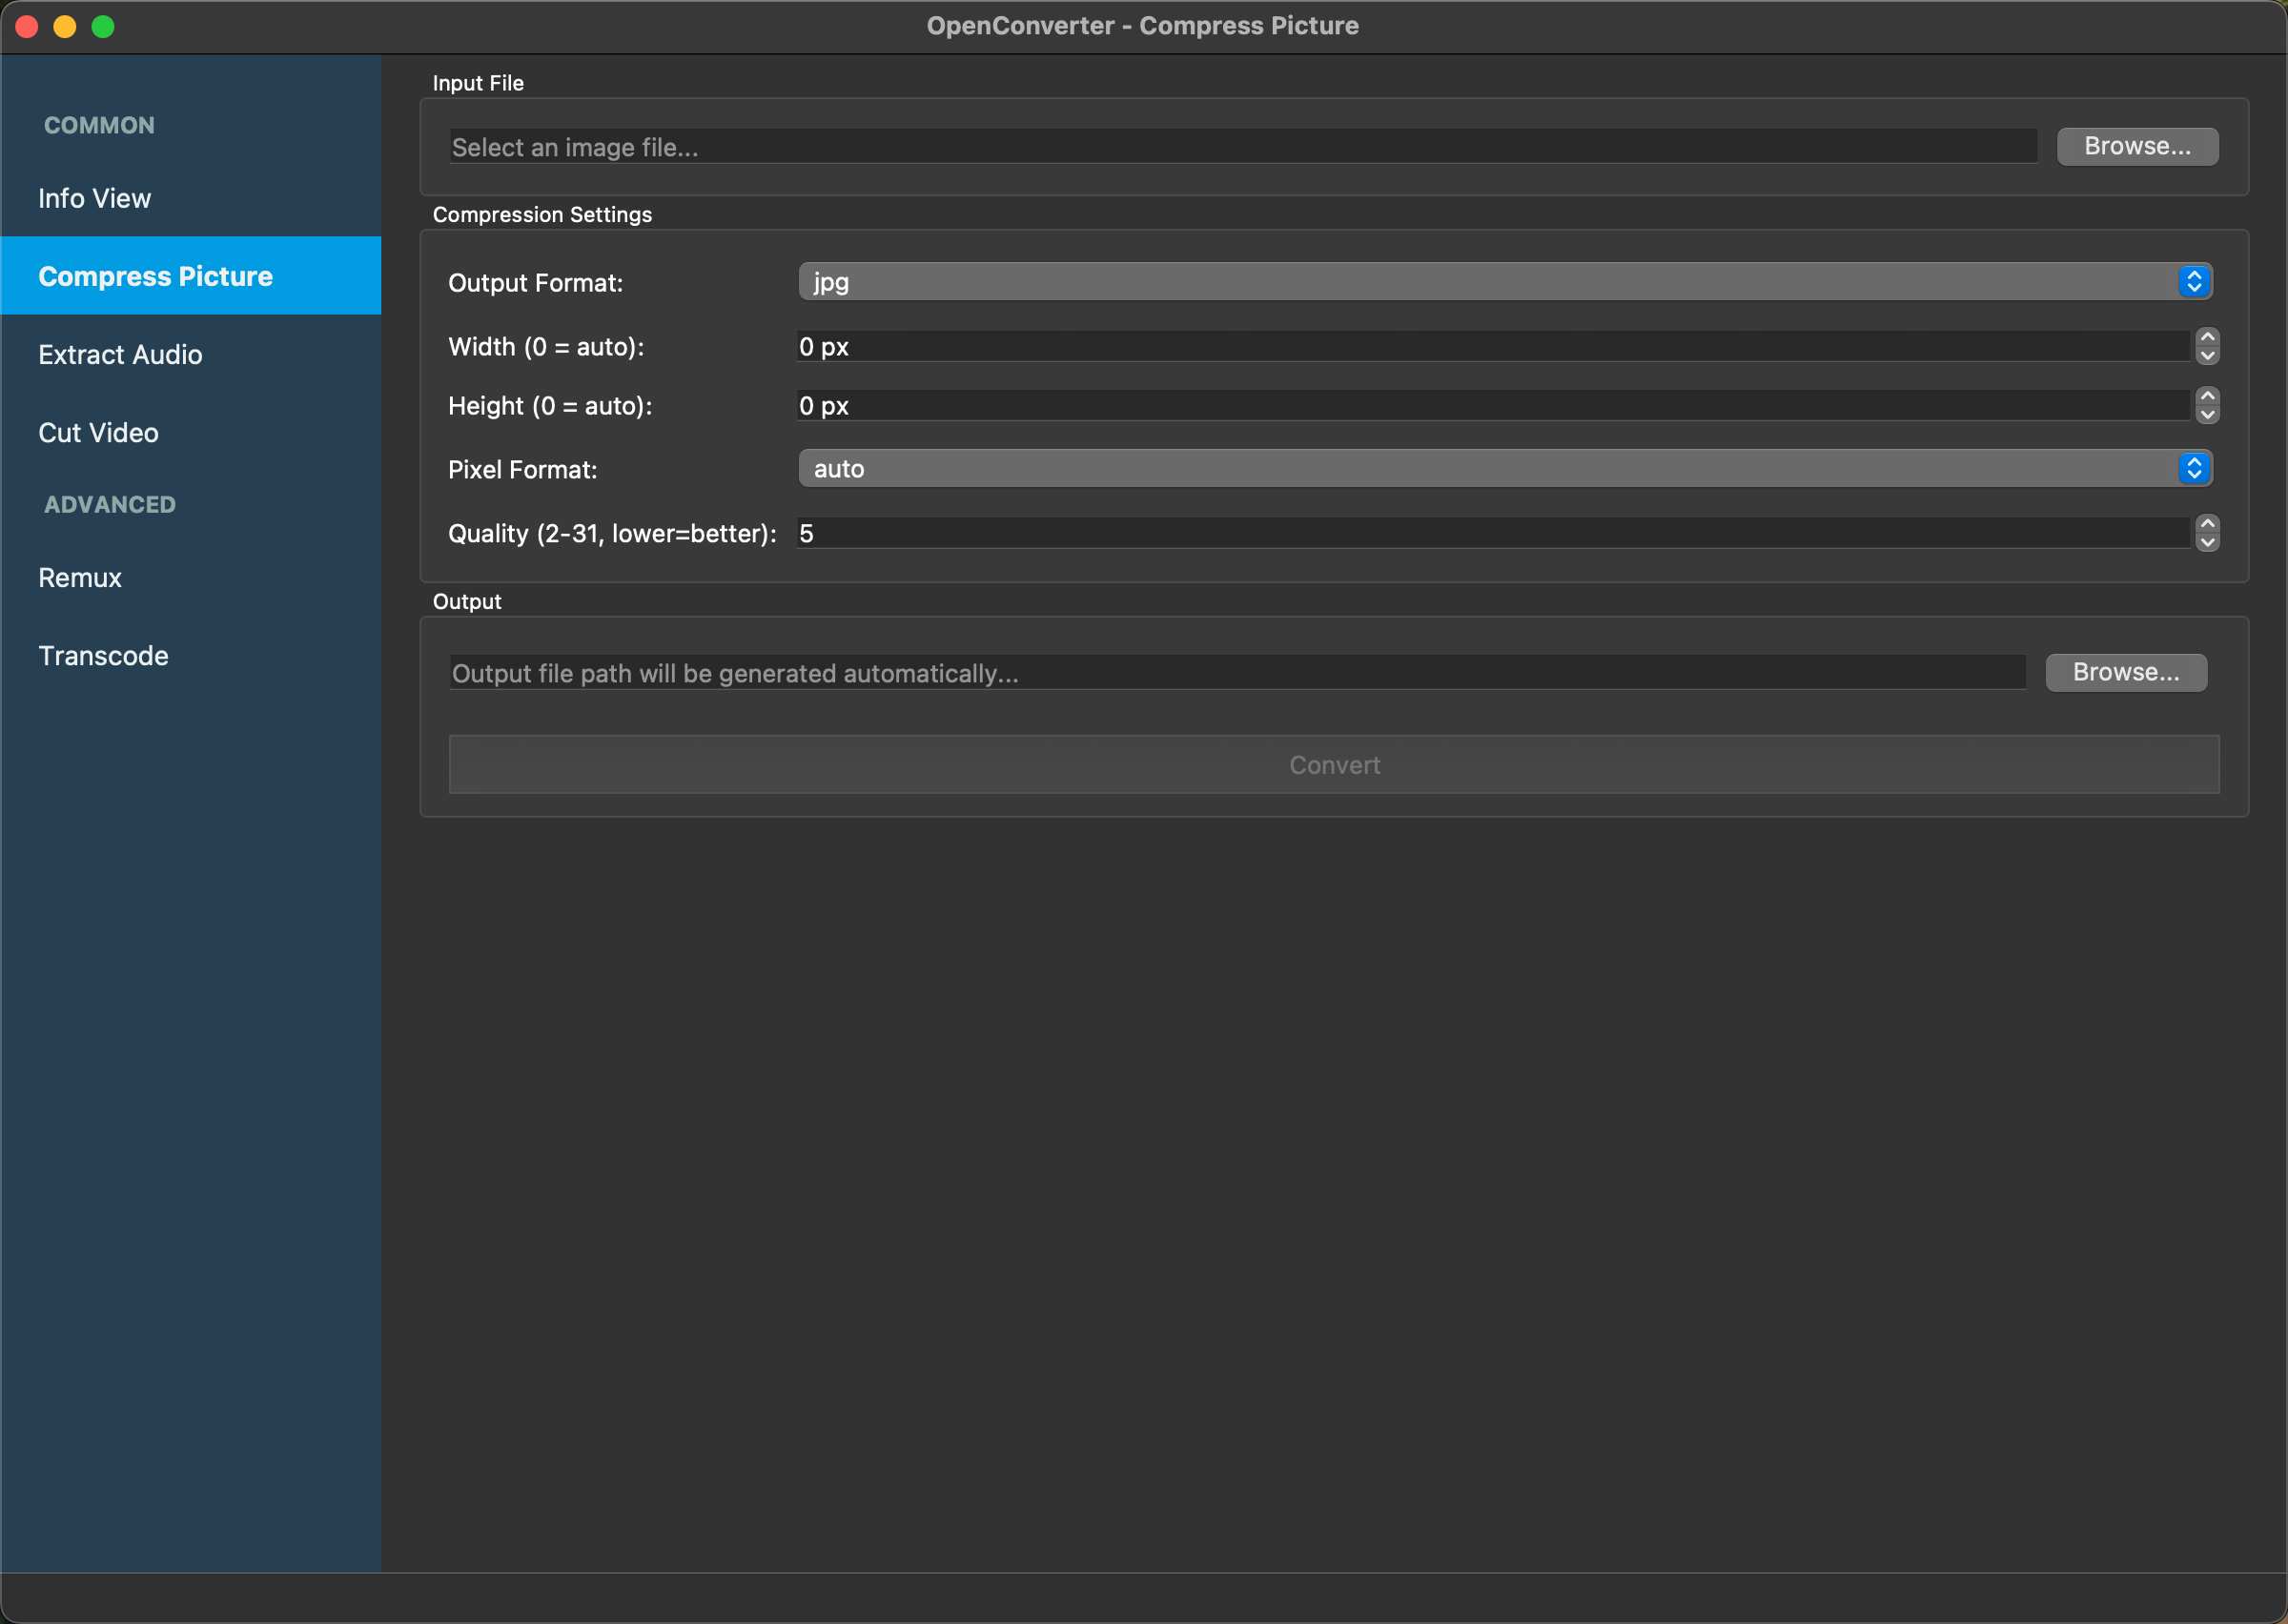 OpenConverter - Compress Picture
COMMON
Info View
Compress Picture
Extract Audio
Cut Video
ADVANCED
Remux
Transcode
Input File
Select an image file...
Browse...
Compression Settings
Output Format:
jpg
Width (0 = auto):
0 px
Height (0 = auto):
0 px
Pixel Format:
auto
Quality (2-31, lower=better):
5
Output
Output file path will be generated automatically...
Browse...
Convert